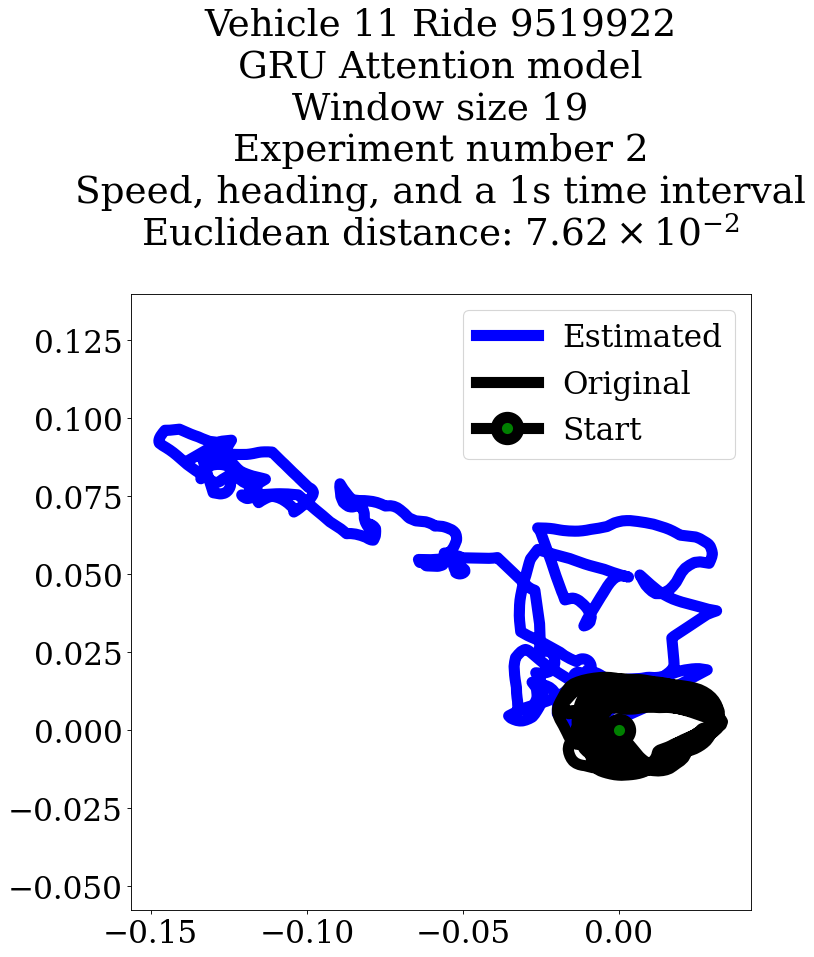 Vehicle 11 Ride 9519922
GRU Attention model
Window size 19
Experiment number 2
Speed, heading, and a 1s time interval
Euclidean distance: 7.62 × 10⁻²
Estimated
Original
Start
0.125
0.100
0.075
0.050
0.025
0.000
−0.025
−0.050
−0.15 −0.10 −0.05 0.00